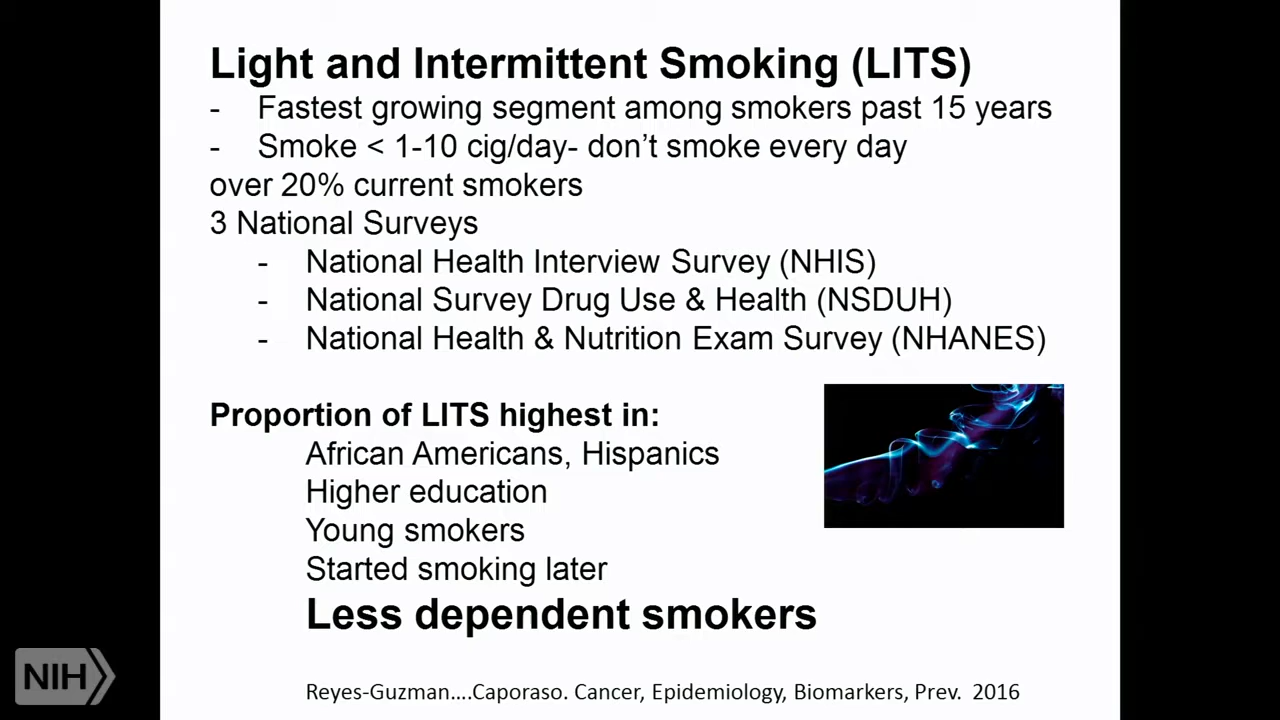 Light and Intermittent Smoking (LITS)
- Fastest growing segment among smokers past 15 years
- Smoke < 1-10 cig/day- don’t smoke every day
over 20% current smokers
3 National Surveys
- National Health Interview Survey (NHIS)
- National Survey Drug Use & Health (NSDUH)
- National Health & Nutrition Exam Survey (NHANES)
Proportion of LITS highest in:
African Americans, Hispanics
Higher education
Young smokers
Started smoking later
Less dependent smokers
NIH
Reyes-Guzman....Caporaso. Cancer, Epidemiology, Biomarkers, Prev. 2016